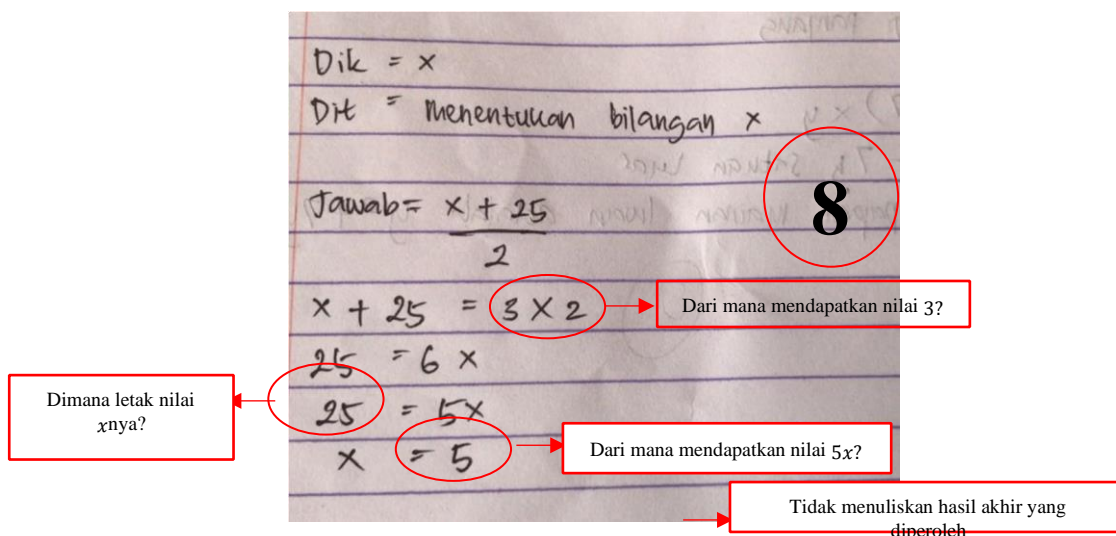 Dik = x
Dit = menentukan bilangan x
Jawab = x + 25
2
8
x + 25 = 3 x 2
Dari mana mendapatkan nilai 3?
25 = 6 x
Dimana letak nilai
xnya?
25 = 5x
x = 5
Dari mana mendapatkan nilai 5x?
Tidak menuliskan hasil akhir yang
diperoleh